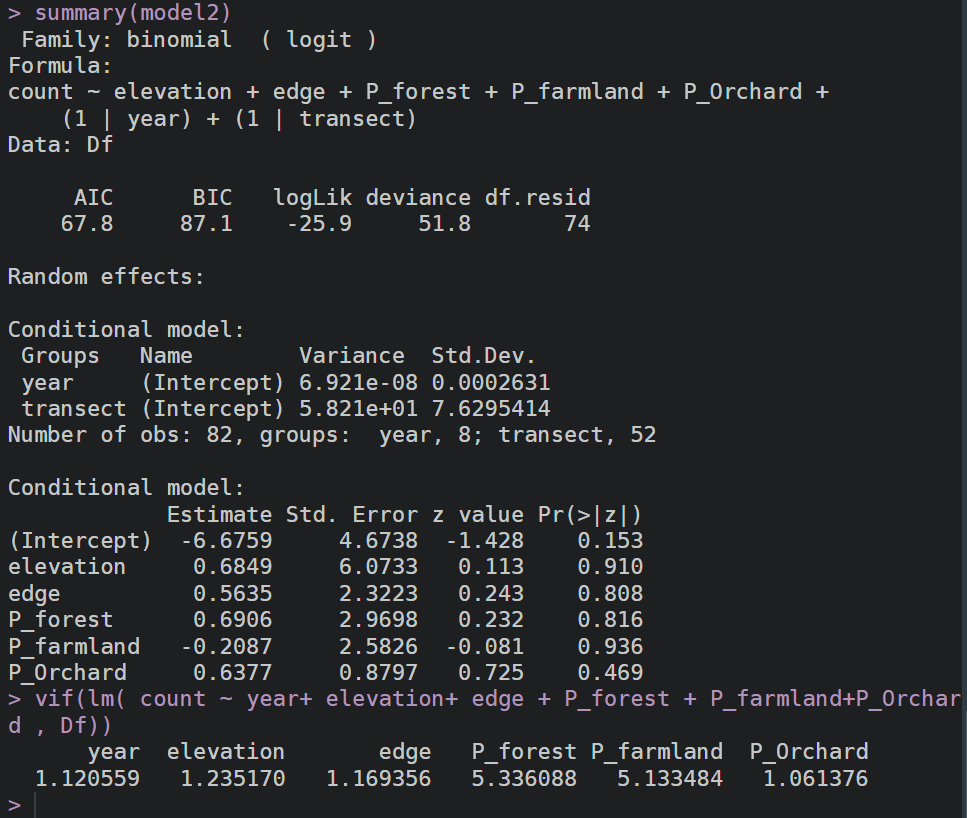 > summary(model2)
 Family: binomial  ( logit )
Formula:
count ~ elevation + edge + P_forest + P_farmland + P_Orchard +
    (1 | year) + (1 | transect)
Data: Df

     AIC      BIC   logLik deviance df.resid
    67.8     87.1    -25.9     51.8       74

Random effects:

Conditional model:
 Groups   Name        Variance  Std.Dev.
 year     (Intercept) 6.921e-08 0.0002631
 transect (Intercept) 5.821e+01 7.6295414
Number of obs: 82, groups:  year, 8; transect, 52

Conditional model:
            Estimate Std. Error z value Pr(>|z|)
(Intercept)  -6.6759     4.6738  -1.428    0.153
elevation     0.6849     6.0733   0.113    0.910
edge          0.5635     2.3223   0.243    0.808
P_forest      0.6906     2.9698   0.232    0.816
P_farmland   -0.2087     2.5826  -0.081    0.936
P_Orchard     0.6377     0.8797   0.725    0.469
> vif(lm( count ~ year+ elevation+ edge + P_forest + P_farmland+P_Orchar
d , Df))
      year  elevation       edge   P_forest P_farmland  P_Orchard
  1.120559   1.235170   1.169356   5.336088   5.133484   1.061376
>